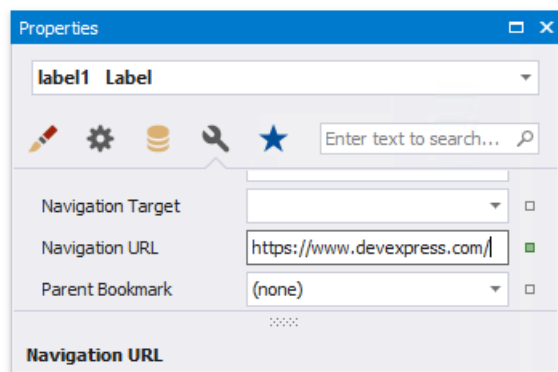 Properties
label1 Label
Enter text to search...
Navigation Target
Navigation URL https://www.devexpress.com/
Parent Bookmark (none)
Navigation URL